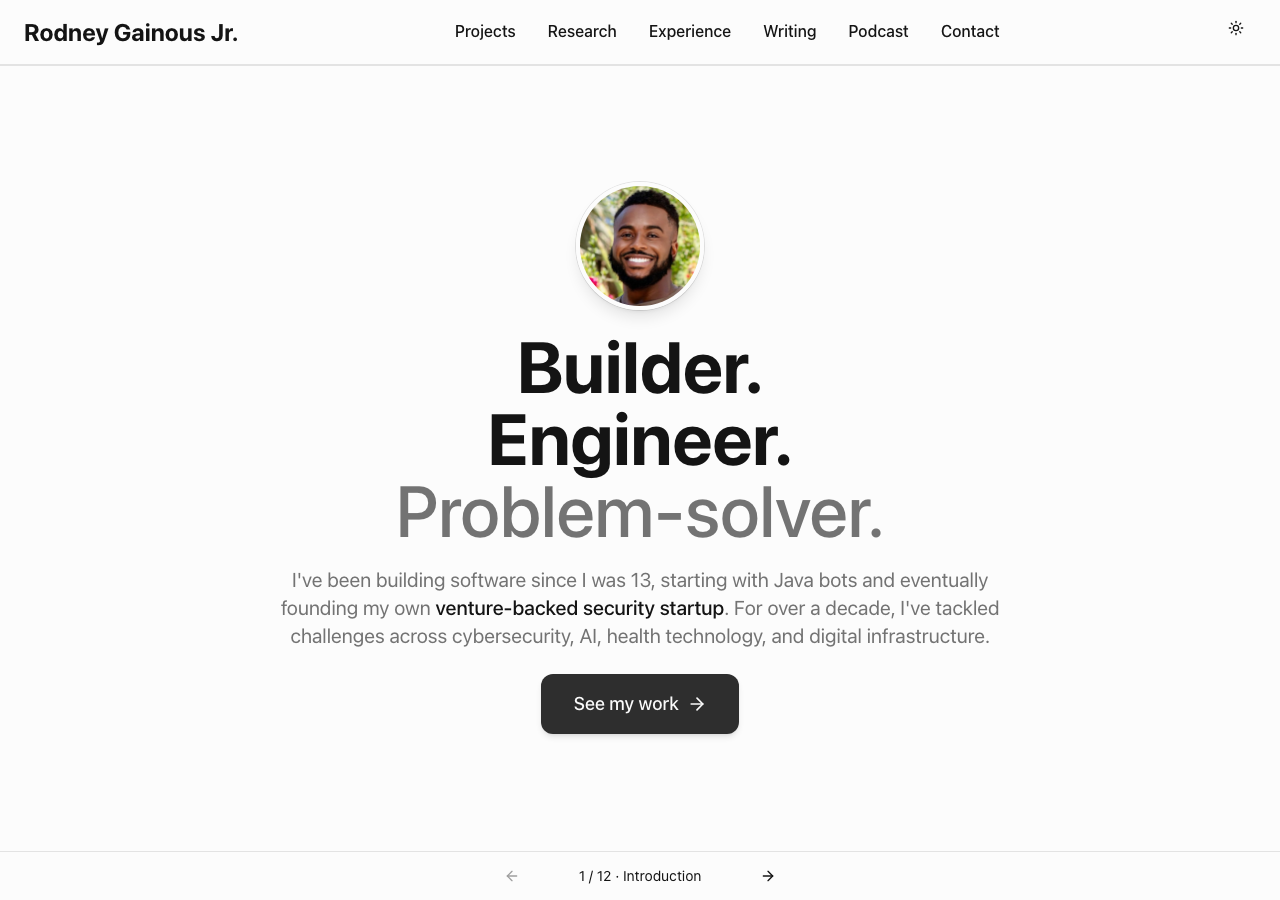 Rodney Gainous Jr.
Projects
Research
Experience
Writing
Podcast
Contact
Builder.
Engineer.
Problem-solver.
I've been building software since I was 13, starting with Java bots and eventually
founding my own venture-backed security startup. For over a decade, I've tackled
challenges across cybersecurity, AI, health technology, and digital infrastructure.
See my work
1 / 12 · Introduction